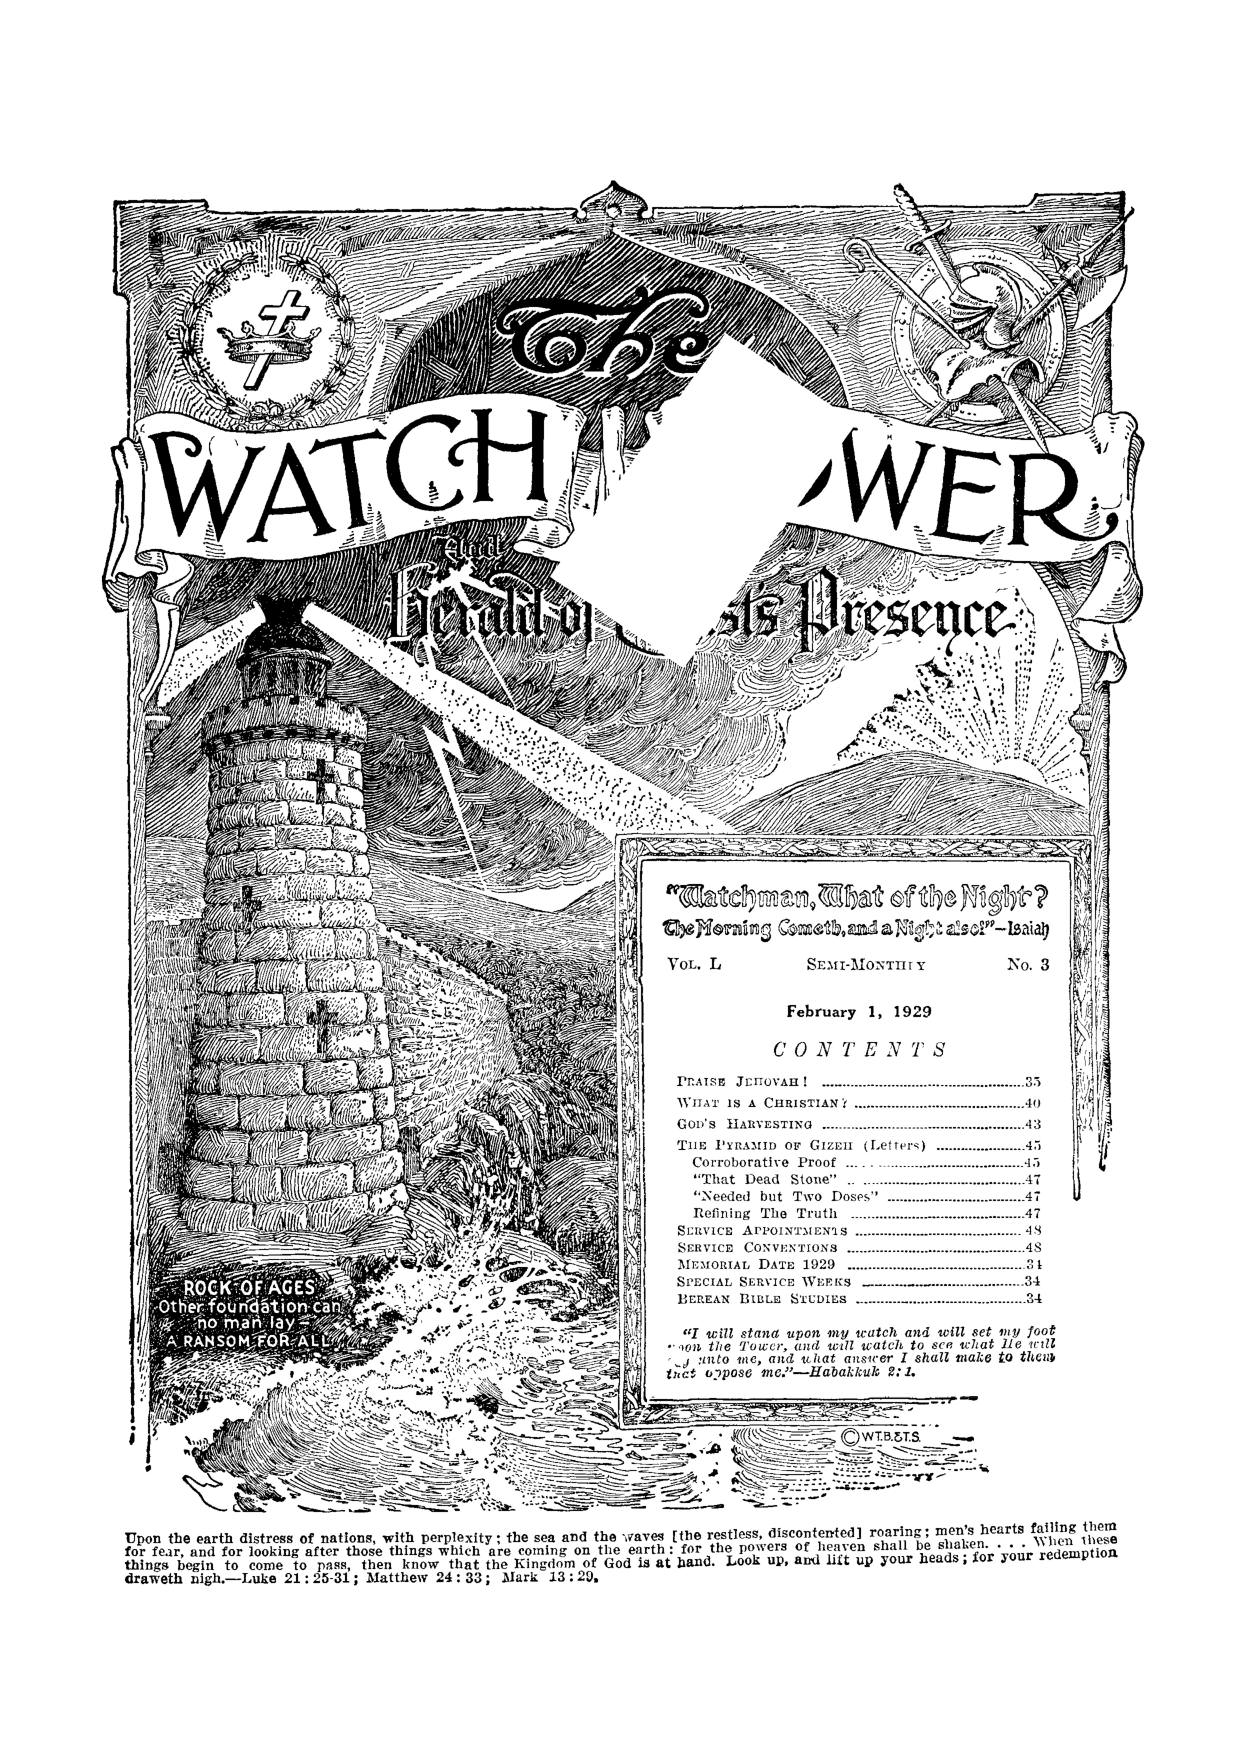 The
WATCH WER
And
Herald of st's Presence
"Watchman, What of the Night?
The Morning Cometh, and a Night also!"–Isaiah
VOL. L SEMI-MONTHLY No. 3
February 1, 1929
CONTENTS
PRAISE JEHOVAH! 35
WHAT IS A CHRISTIAN? 40
GOD'S HARVESTING 43
THE PYRAMID OF GIZEH (Letters) 45
Corroborative Proof 45
"That Dead Stone" 47
"Needed but Two Doses" 47
Refining The Truth 47
SERVICE APPOINTMENTS 48
SERVICE CONVENTIONS 48
MEMORIAL DATE 1929 34
SPECIAL SERVICE WEEKS 34
BEREAN BIBLE STUDIES 34
"I will stand upon my watch and will set my foot
upon the Tower, and will watch to see what He will
unto me, and what answer I shall make to them
that oppose me."—Habakkuk 2:1.
ROCK OF AGES
Other foundation can
no man lay –
A RANSOM FOR ALL
©W.T.B.&T.S.
Upon the earth distress of nations, with perplexity; the sea and the waves [the restless, discontented] roaring; men's hearts failing them
for fear, and for looking after those things which are coming on the earth: for the powers of heaven shall be shaken. . . . When these
things begin to come to pass, then know that the Kingdom of God is at hand. Look up, and lift up your heads; for your redemption
draweth nigh.—Luke 21:25-31; Matthew 24:33; Mark 13:29.